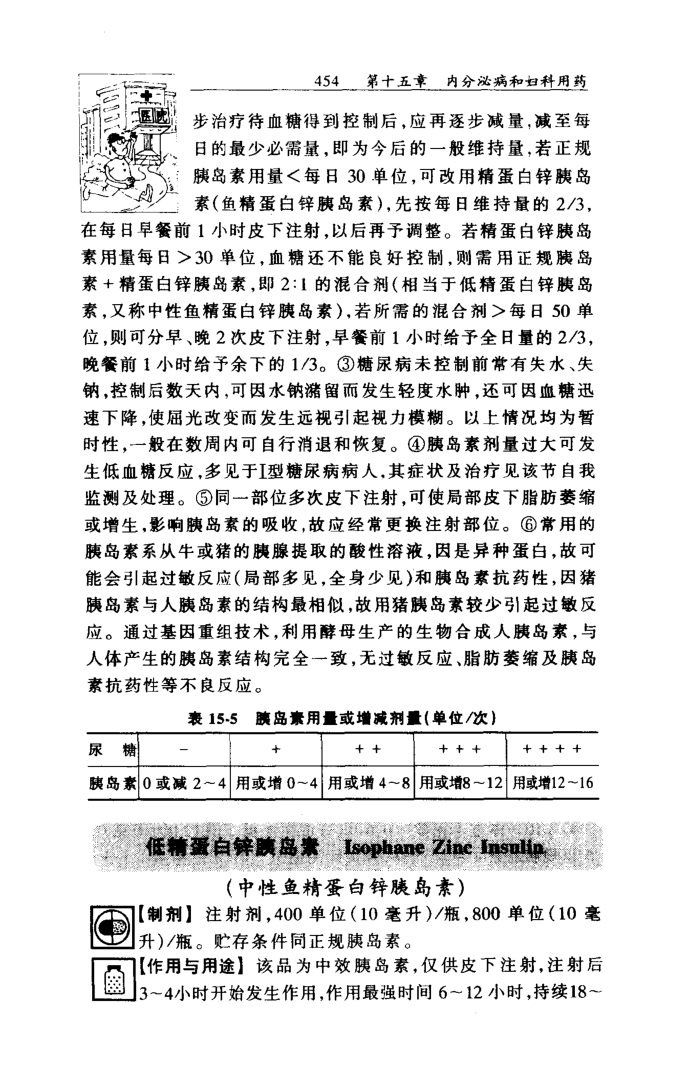 454 第十五章 内分泌病和妇科用药
医院
步治疗待血糖得到控制后,应再逐步减量,减至每
日的最少必需量,即为今后的一般维持量,若正规
胰岛素用量<每日 30 单位,可改用精蛋白锌胰岛
素(鱼精蛋白锌胰岛素),先按每日维持量的 2/3,
在每日早餐前 1 小时皮下注射,以后再予调整。若精蛋白锌胰岛
素用量每日>30 单位,血糖还不能良好控制,则需用正规胰岛
素+精蛋白锌胰岛素,即 2:1 的混合剂(相当于低精蛋白锌胰岛
素,又称中性鱼精蛋白锌胰岛素),若所需的混合剂>每日 50 单
位,则可分早、晚 2 次皮下注射,早餐前 1 小时给予全日量的 2/3,
晚餐前 1 小时给予余下的 1/3。③糖尿病未控制前常有失水、失
钠,控制后数天内,可因水钠潴留而发生轻度水肿,还可因血糖迅
速下降,使屈光改变而发生远视引起视力模糊。以上情况均为暂
时性,一般在数周内可自行消退和恢复。④胰岛素剂量过大可发
生低血糖反应,多见于I型糖尿病病人,其症状及治疗见该节自我
监测及处理。⑤同一部位多次皮下注射,可使局部皮下脂肪萎缩
或增生,影响胰岛素的吸收,故应经常更换注射部位。⑥常用的
胰岛素系从牛或猪的胰腺提取的酸性溶液,因是异种蛋白,故可
能会引起过敏反应(局部多见,全身少见)和胰岛素抗药性,因猪
胰岛素与人胰岛素的结构最相似,故用猪胰岛素较少引起过敏反
应。通过基因重组技术,利用酵母生产的生物合成人胰岛素,与
人体产生的胰岛素结构完全一致,无过敏反应、脂肪萎缩及胰岛
素抗药性等不良反应。
表 15-5 胰岛素用量或增减剂量(单位/次)
尿 糖 - + + + + + + + + + +
胰岛素 0 或减 2~4 用或增 0~4 用或增 4~8 用或增8~12 用或增12~16
低精蛋白锌胰岛素 Isophane Zinc Insulin
(中性鱼精蛋白锌胰岛素)
【制剂】 注射剂,400 单位(10 毫升)/瓶,800 单位(10 毫
升)/瓶。贮存条件同正规胰岛素。
【作用与用途】 该品为中效胰岛素,仅供皮下注射,注射后
3~4小时开始发生作用,作用最强时间 6~12 小时,持续18~